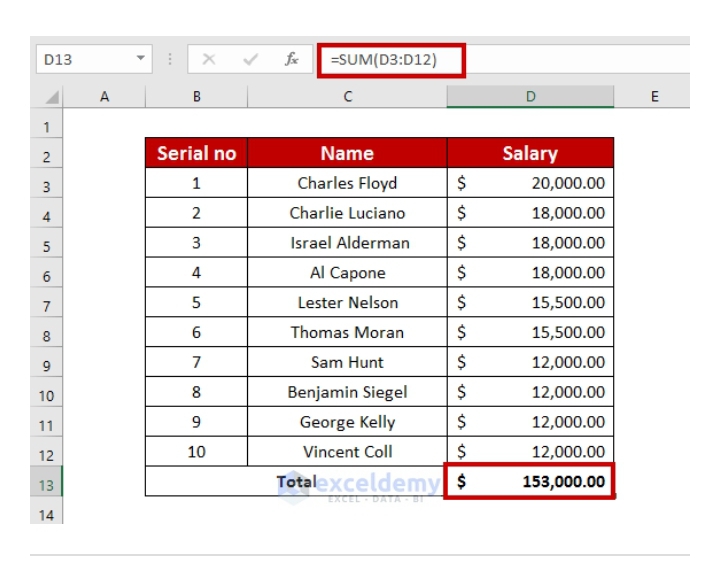 D13 fx =SUM(D3:D12)
A B C D E
1
2 Serial no Name Salary
3 1 Charles Floyd $ 20,000.00
4 2 Charlie Luciano $ 18,000.00
5 3 Israel Alderman $ 18,000.00
6 4 Al Capone $ 18,000.00
7 5 Lester Nelson $ 15,500.00
8 6 Thomas Moran $ 15,500.00
9 7 Sam Hunt $ 12,000.00
10 8 Benjamin Siegel $ 12,000.00
11 9 George Kelly $ 12,000.00
12 10 Vincent Coll $ 12,000.00
13 Total exceldemy $ 153,000.00
EXCEL - DATA - BI
14